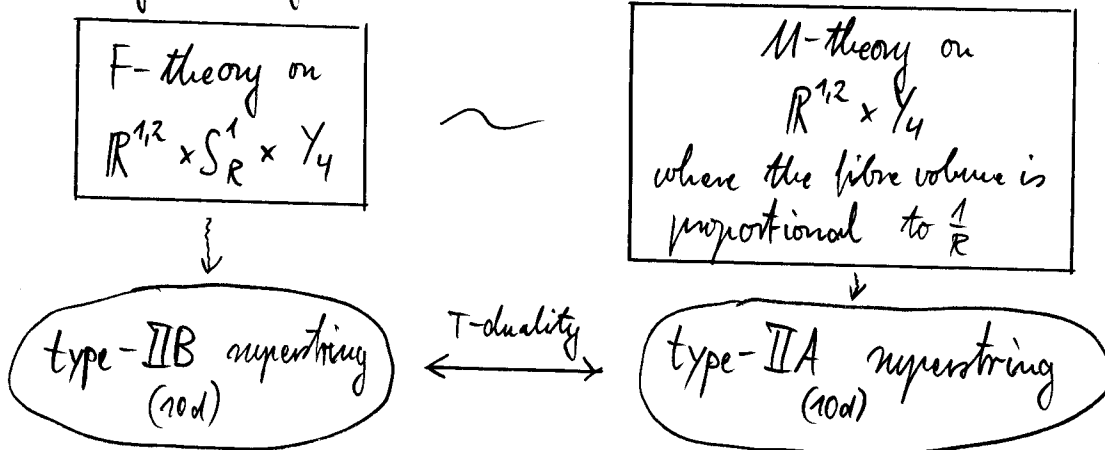 F-theory on
ℝ^{1,2} × S^1_R × Y_4
~
M-theory on
ℝ^{1,2} × Y_4
where the fibre volume is
proportional to 1/R
type-IIB superstring
(10d)
T-duality
type-IIA superstring
(10d)